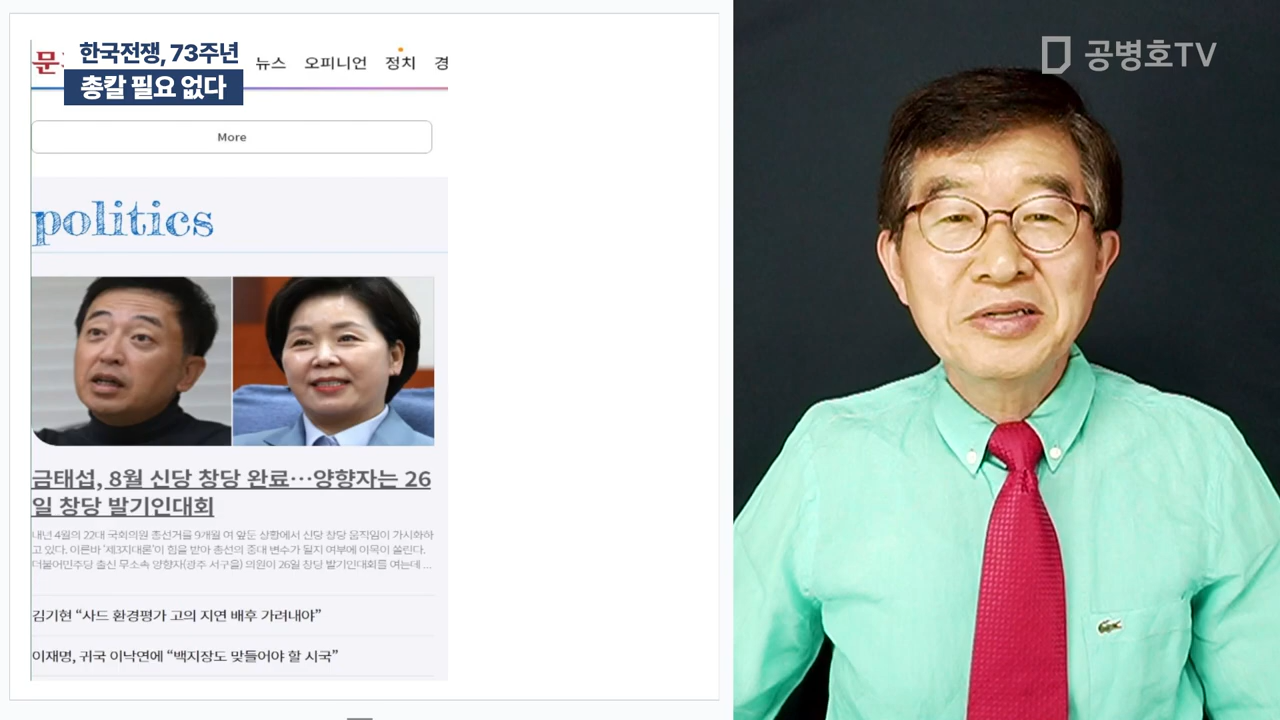 한국전쟁, 73주년
총칼 필요 없다
문
뉴스 오피니언 정치 경
More
politics
금태섭, 8월 신당 창당 완료…양향자는 26
일 창당 발기인대회
내년 4월의 22대 국회의원 총선거를 9개월 여 앞둔 상황에서 신당 창당 움직임이 가시화하
고 있다. 이른바 '제3지대론'이 힘을 받아 총선의 중대 변수가 될지 여부에 이목이 쏠린다.
더불어민주당 출신 무소속 양향자(광주 서구을) 의원이 26일 창당 발기인대회를 여는데 ...
김기현 “사드 환경평가 고의 지연 배후 가려내야”
이재명, 귀국 이낙연에 “백지장도 맞들어야 할 시국”
공병호TV